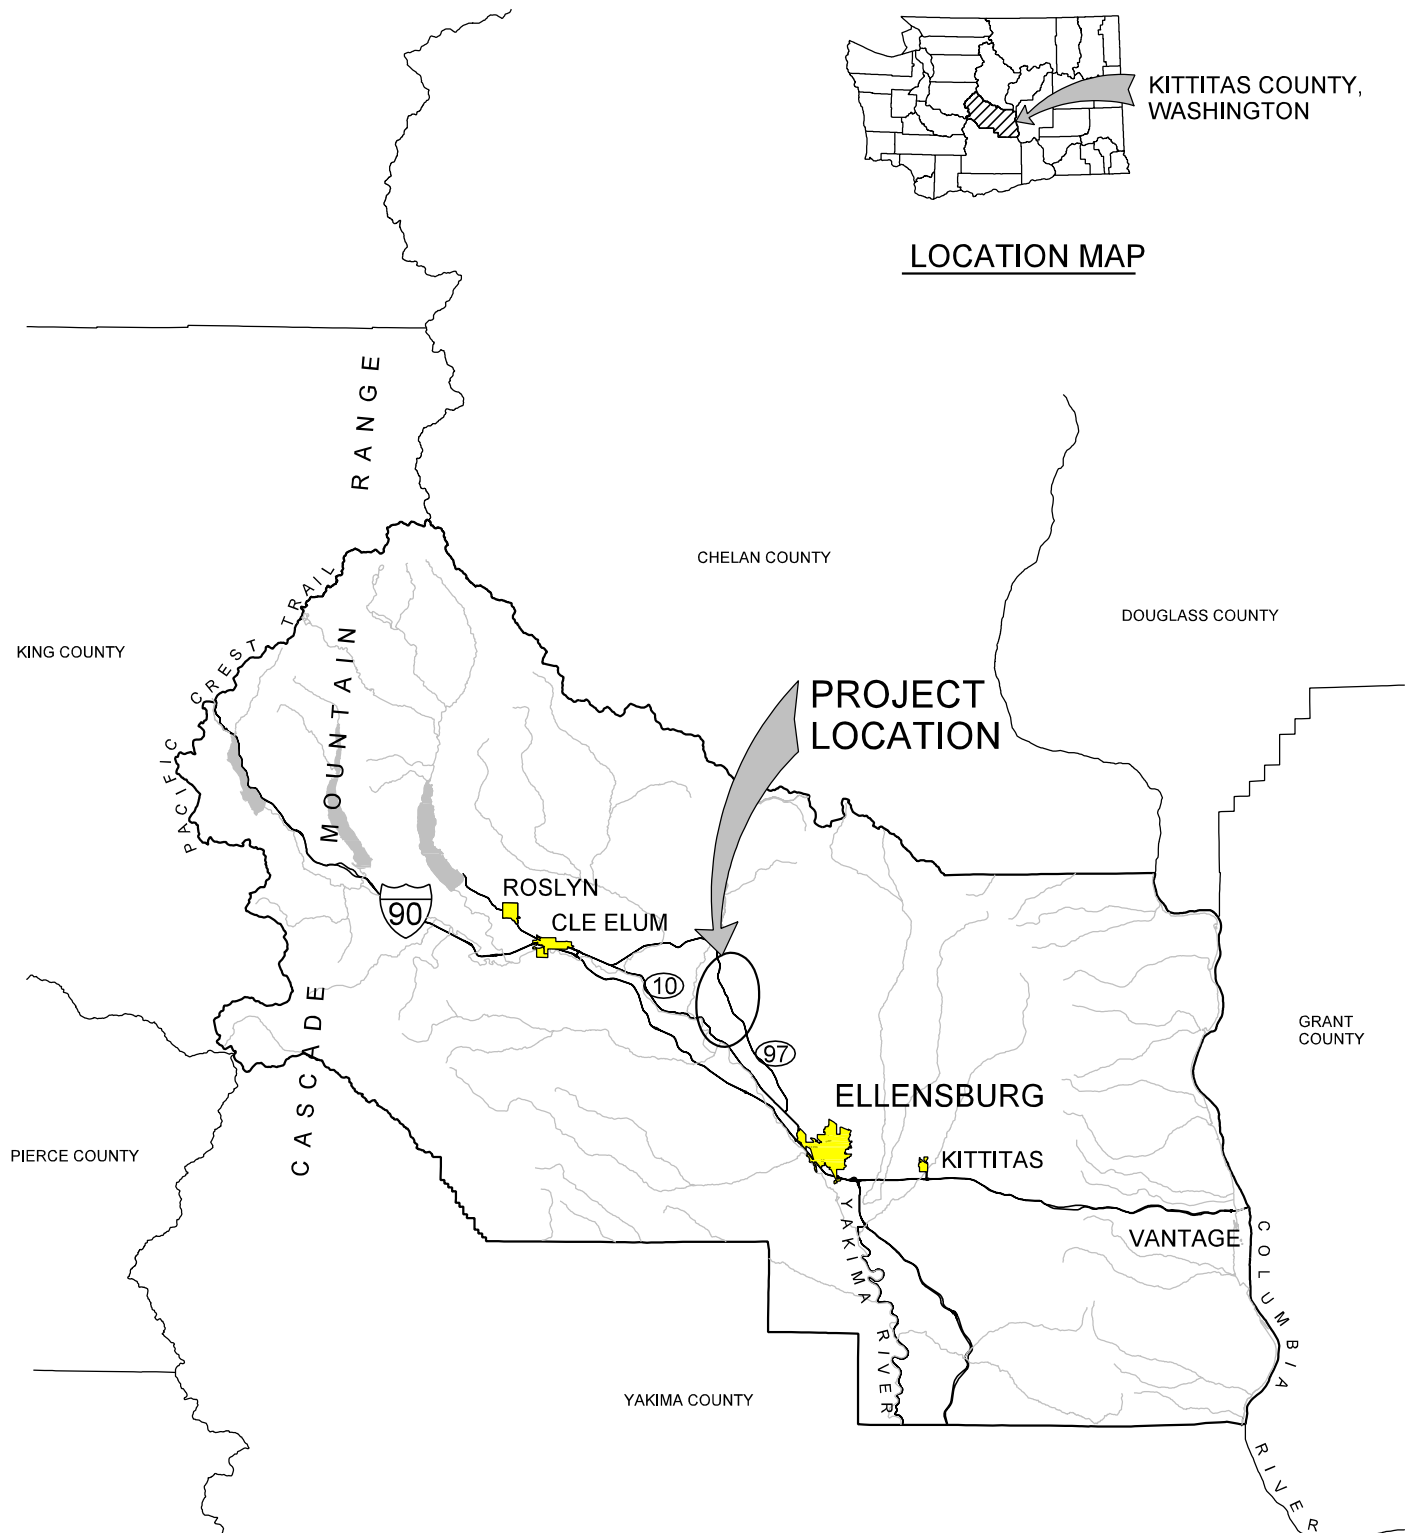 KITTITAS COUNTY,
WASHINGTON
LOCATION MAP
CASCADE MOUNTAIN RANGE
CHELAN COUNTY
PACIFIC CREST TRAIL
DOUGLASS COUNTY
KING COUNTY
PROJECT
LOCATION
ROSLYN
90
CLE ELUM
10
GRANT
COUNTY
97
ELLENSBURG
PIERCE COUNTY
KITTITAS
YAKIMA RIVER
VANTAGE
COLUMBIA RIVER
YAKIMA COUNTY